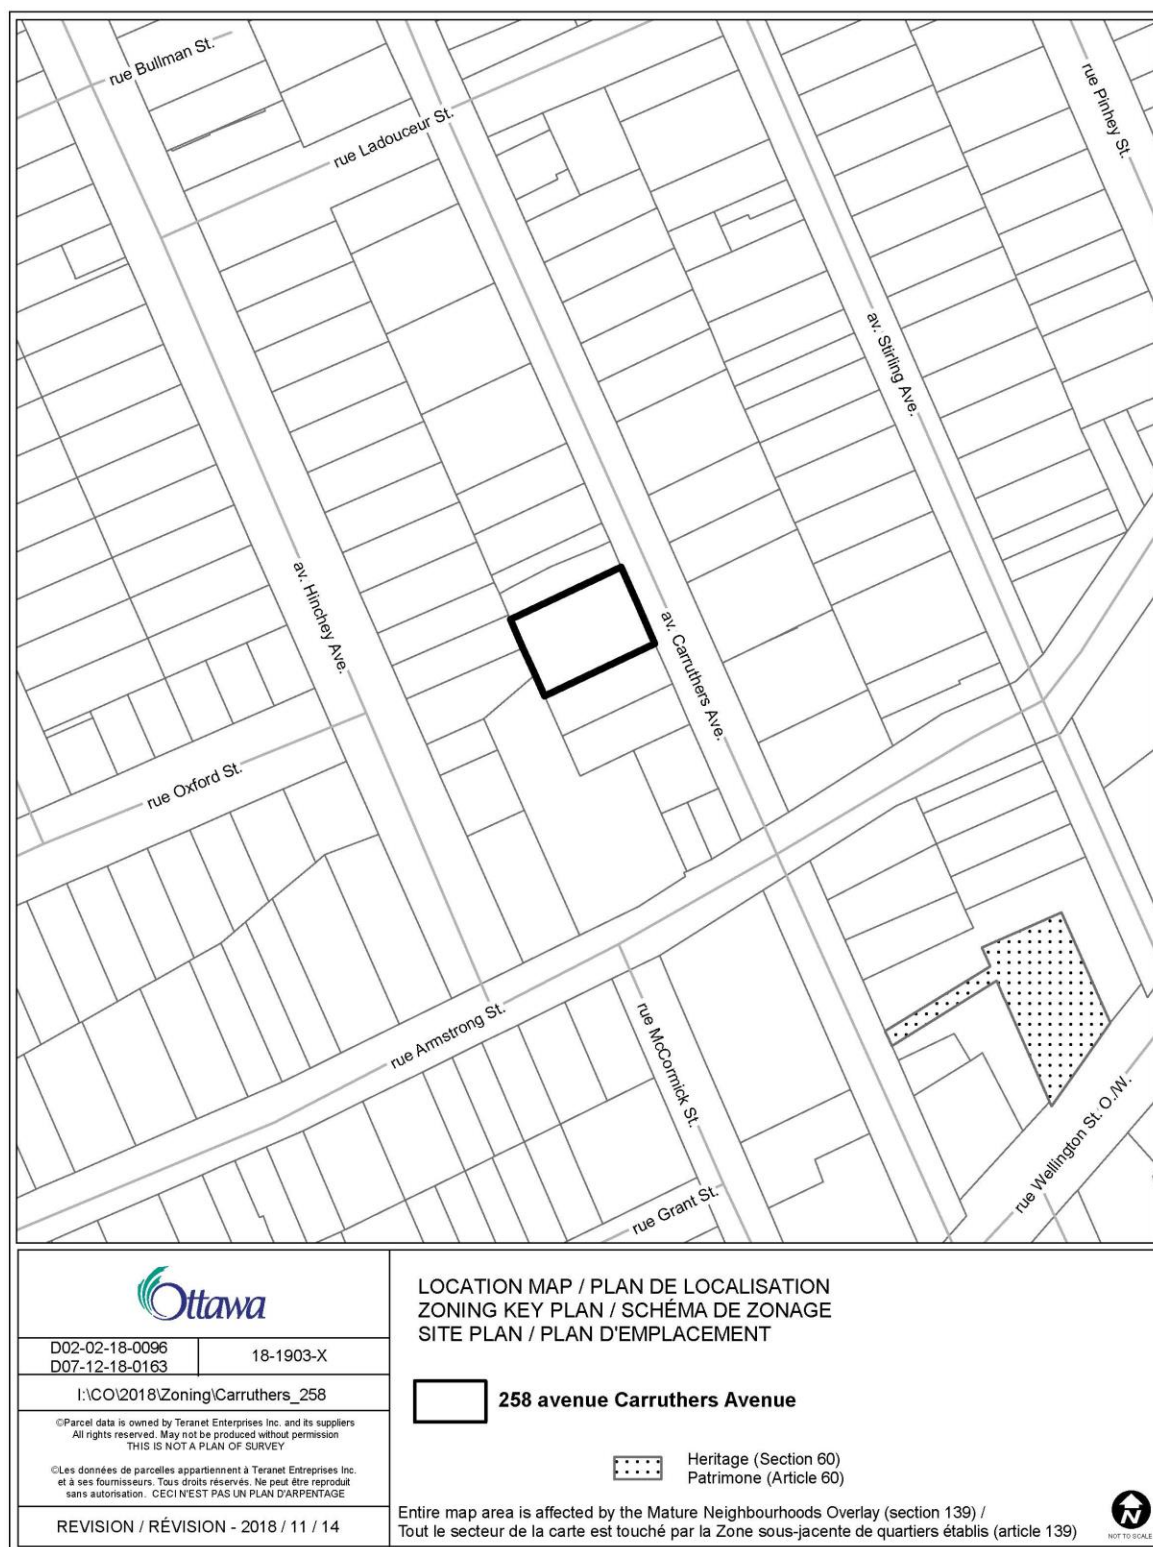 rue Bullman St.
rue Ladouceur St.
rue Pinhey St.
av. Stirling Ave.
av. Hinchey Ave.
av. Carruthers Ave.
rue Oxford St.
rue Armstrong St.
rue McCormick St.
rue Grant St.
rue Wellington St. O./W.
Ottawa
D02-02-18-0096
D07-12-18-0163
18-1903-X
I:\CO\2018\Zoning\Carruthers_258
©Parcel data is owned by Teranet Enterprises Inc. and its suppliers
All rights reserved. May not be produced without permission
THIS IS NOT A PLAN OF SURVEY
©Les données de parcelles appartiennent à Teranet Entreprises Inc.
et à ses fournisseurs. Tous droits réservés. Ne peut être reproduit
sans autorisation. CECI N'EST PAS UN PLAN D'ARPENTAGE
REVISION / RÉVISION - 2018 / 11 / 14
LOCATION MAP / PLAN DE LOCALISATION
ZONING KEY PLAN / SCHÉMA DE ZONAGE
SITE PLAN / PLAN D'EMPLACEMENT
258 avenue Carruthers Avenue
Heritage (Section 60)
Patrimone (Article 60)
Entire map area is affected by the Mature Neighbourhoods Overlay (section 139) /
Tout le secteur de la carte est touché par la Zone sous-jacente de quartiers établis (article 139)
N
NOT TO SCALE